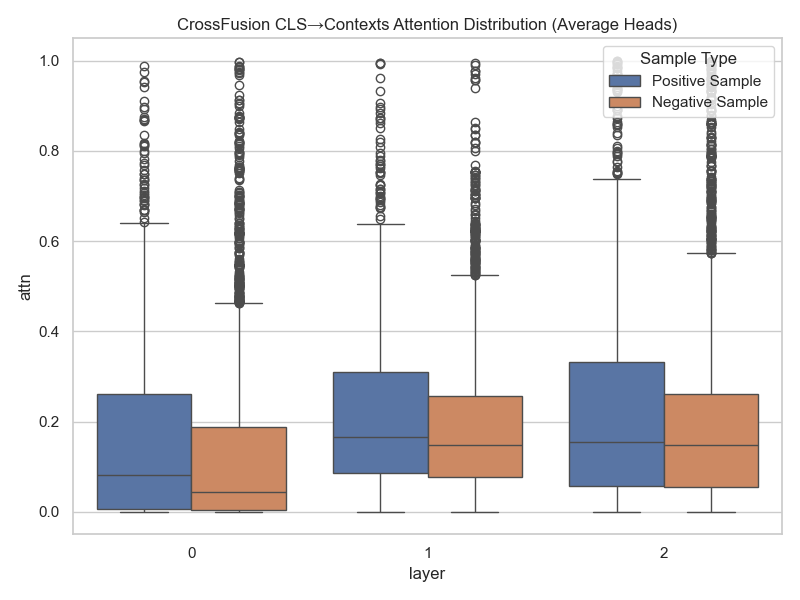 CrossFusion CLS→Contexts Attention Distribution (Average Heads)
Sample Type
Positive Sample
Negative Sample
1.0
0.8
0.6
0.4
0.2
0.0
attn
0 1 2
layer